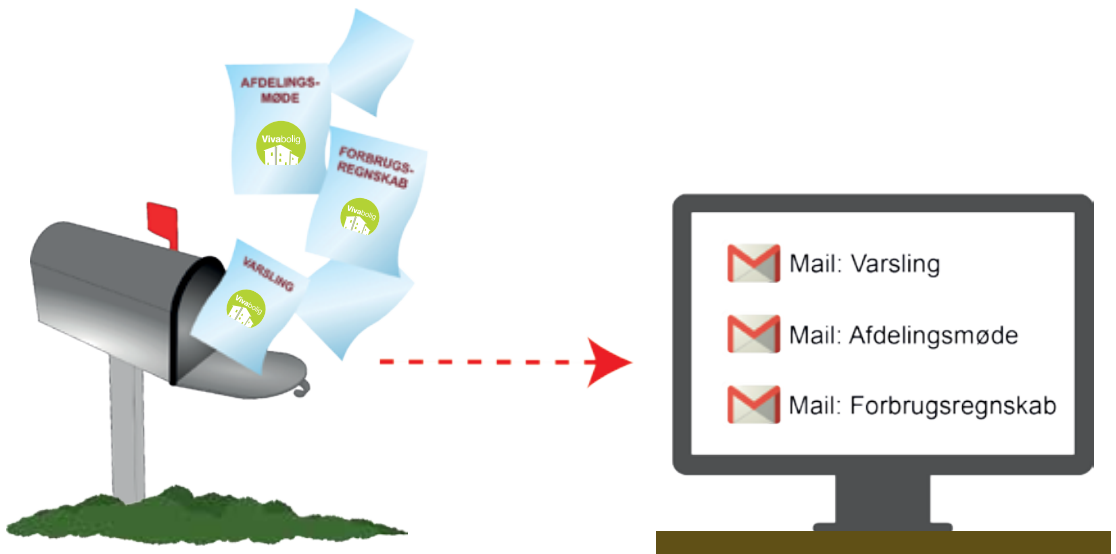 AFDELINGS-
MØDE
Vivabolig
FORBRUGS-
REGNSKAB
Vivabolig
VARSLING
Vivabolig
Mail: Varsling
Mail: Afdelingsmøde
Mail: Forbrugsregnskab